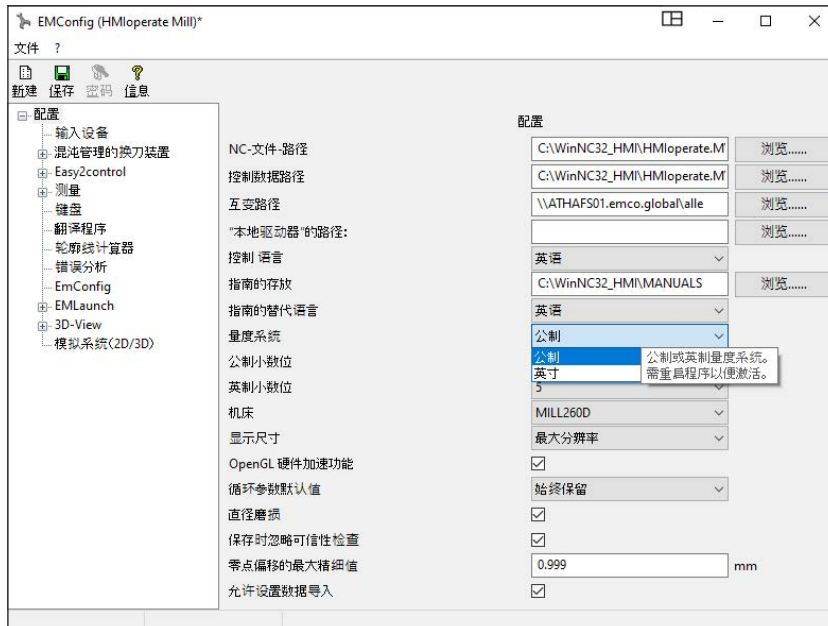 EMConfig (HMIoperate Mill)*
文件 ?
新建 保存 密码 信息
配置
输入设备
混沌管理的换刀装置
Easy2control
测量
键盘
翻译程序
轮廓线计算器
错误分析
EmConfig
EMLaunch
3D-View
模拟系统(2D/3D)
配置
NC-文件-路径 C:\WinNC32_HMI\HMIoperate.M 浏览......
控制数据路径 C:\WinNC32_HMI\HMIoperate.M 浏览......
互变路径 \\ATHAFS01.emco.global\alle 浏览......
“本地驱动器”的路径: 浏览......
控制 语言 英语
指南的存放 C:\WinNC32_HMI\MANUALS 浏览......
指南的替代语言 英语
量度系统 公制
公制小数位 公制 公制或英制量度系统。
英寸 需重启程序以便激活。
英制小数位 5
机床 MILL260D
显示尺寸 最大分辨率
OpenGL 硬件加速功能
循环参数默认值 始终保留
直径磨损
保存时忽略可信性检查
零点偏移的最大精细值 0.999 mm
允许设置数据导入